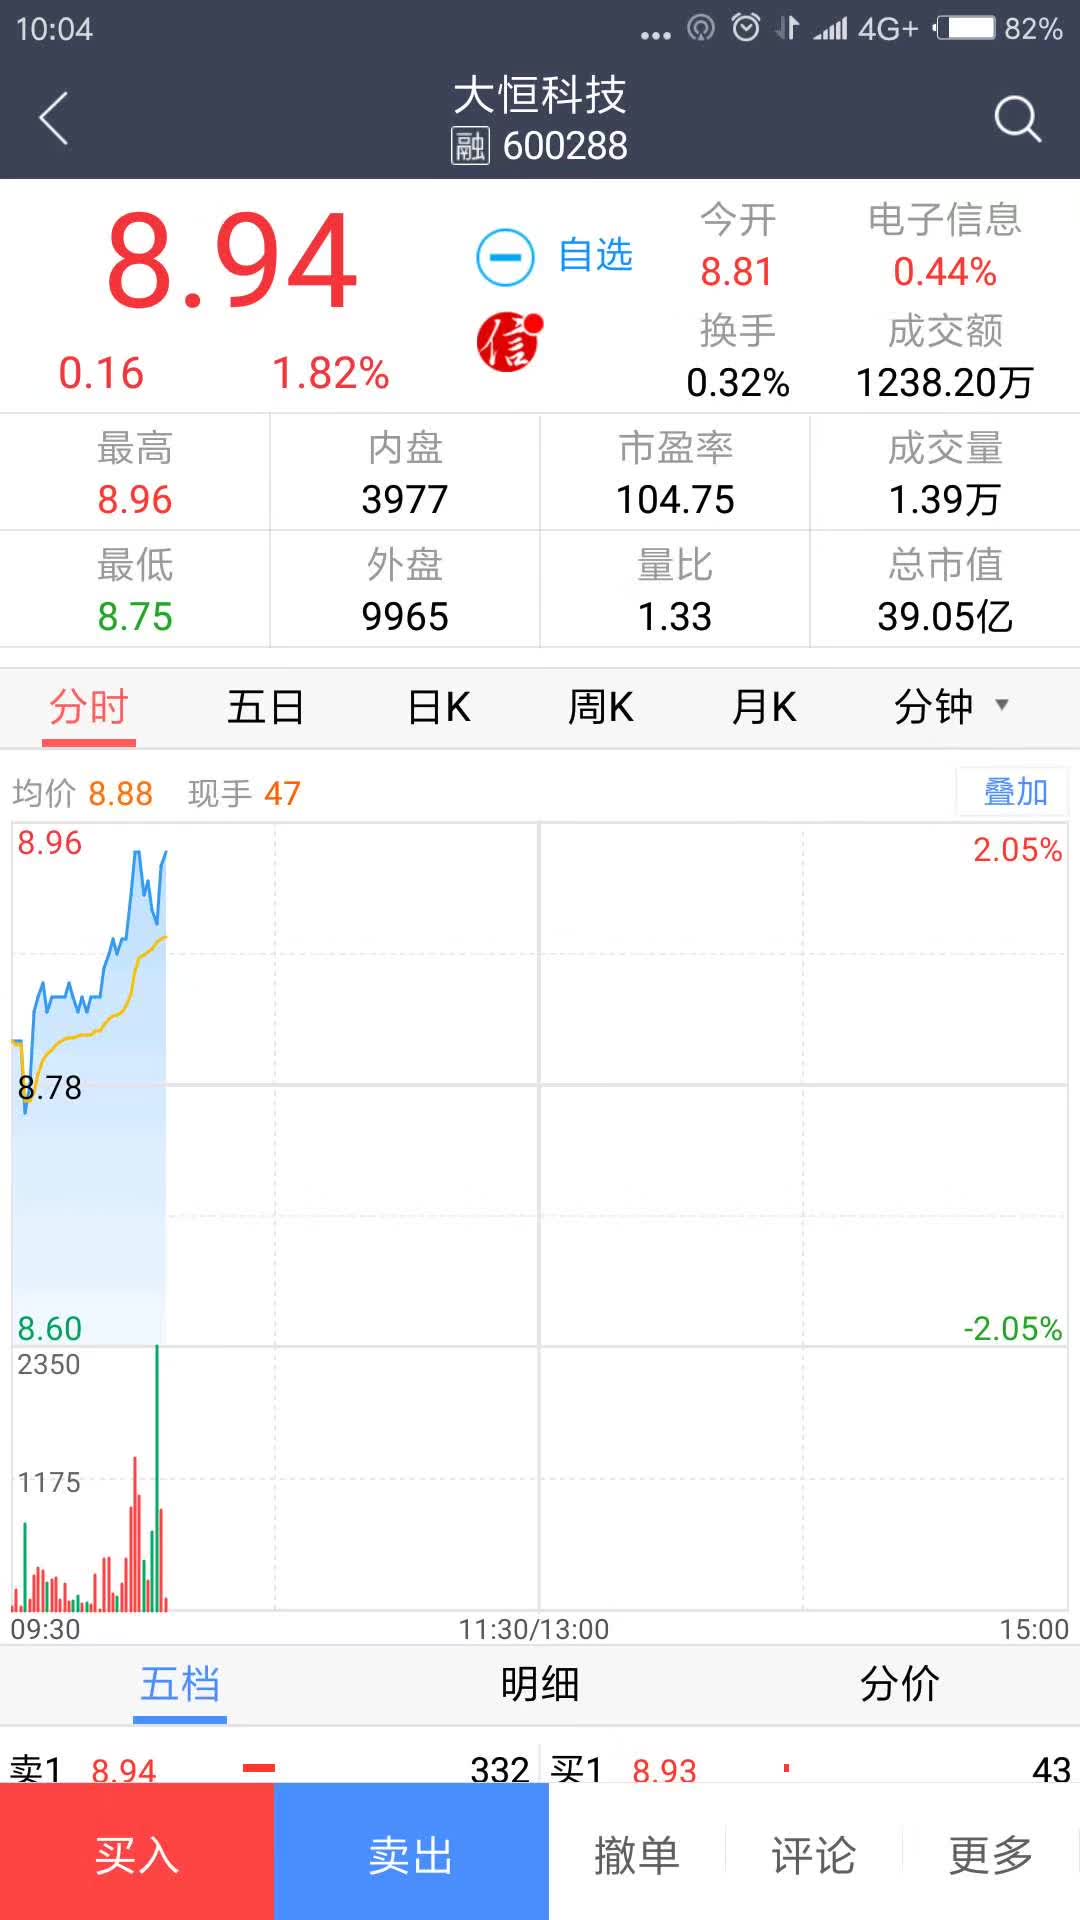 10:04
4G+ 82%
大恒科技
融 600288
8.94
0.16 1.82%
自选
信
今开 电子信息
8.81 0.44%
换手 成交额
0.32% 1238.20万
最高 内盘 市盈率 成交量
8.96 3977 104.75 1.39万
最低 外盘 量比 总市值
8.75 9965 1.33 39.05亿
分时 五日 日K 周K 月K 分钟
均价 8.88 现手 47 叠加
8.96 2.05%
8.78
8.60 -2.05%
2350
1175
09:30 11:30/13:00 15:00
五档 明细 分价
卖1 8.94 332 买1 8.93 43
买入 卖出 撤单 评论 更多